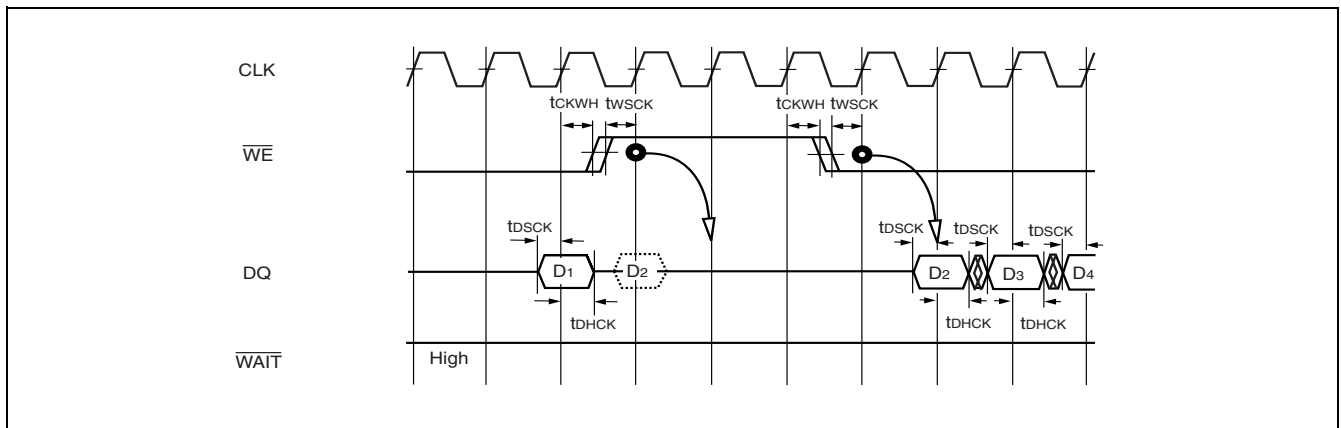 CLK
tCKWH tWSCK tCKWH tWSCK
WE
tDSCK tDSCK tDSCK tDSCK
DQ D1 D2 D2 D3 D4
tDHCK tDHCK tDHCK
WAIT High